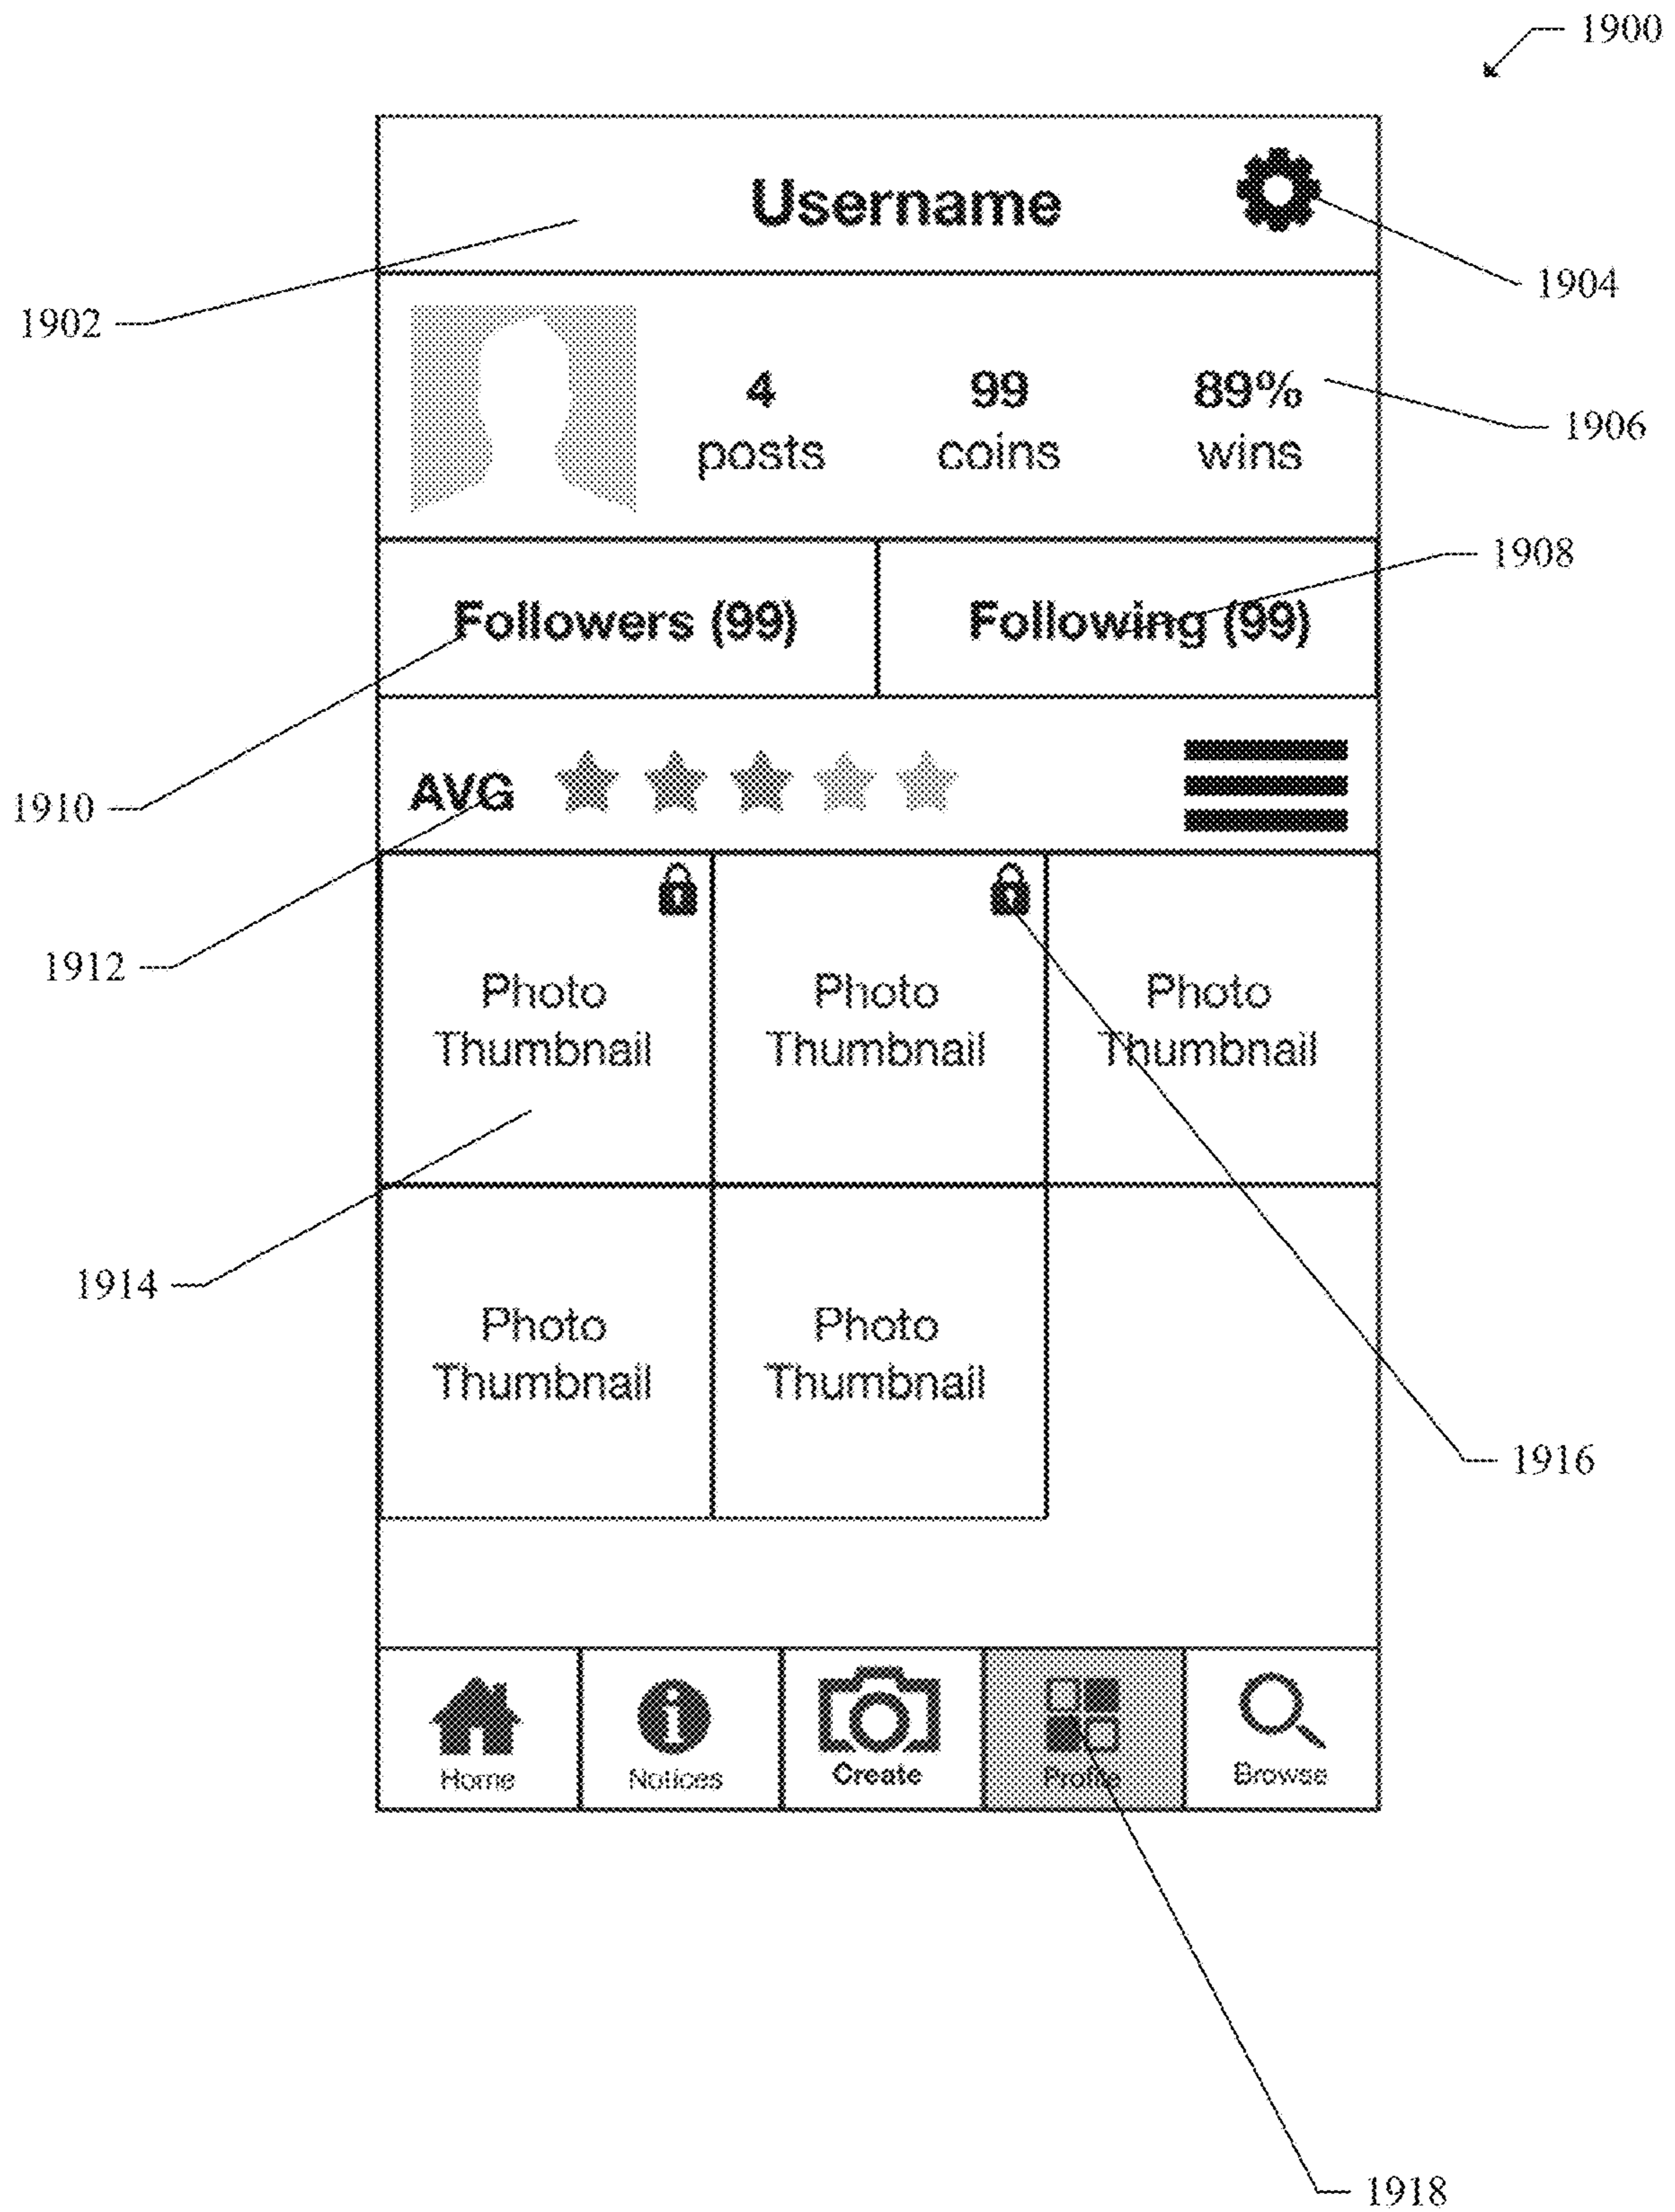 1900
Username
1904
1902
4 99 89%
posts coins wins
1906
1908
Followers (99) Following (99)
1910
AVG
1912
Photo Photo Photo
Thumbnail Thumbnail Thumbnail
1914
Photo Photo
Thumbnail Thumbnail
1916
Home Notices Create Profile Browse
1918